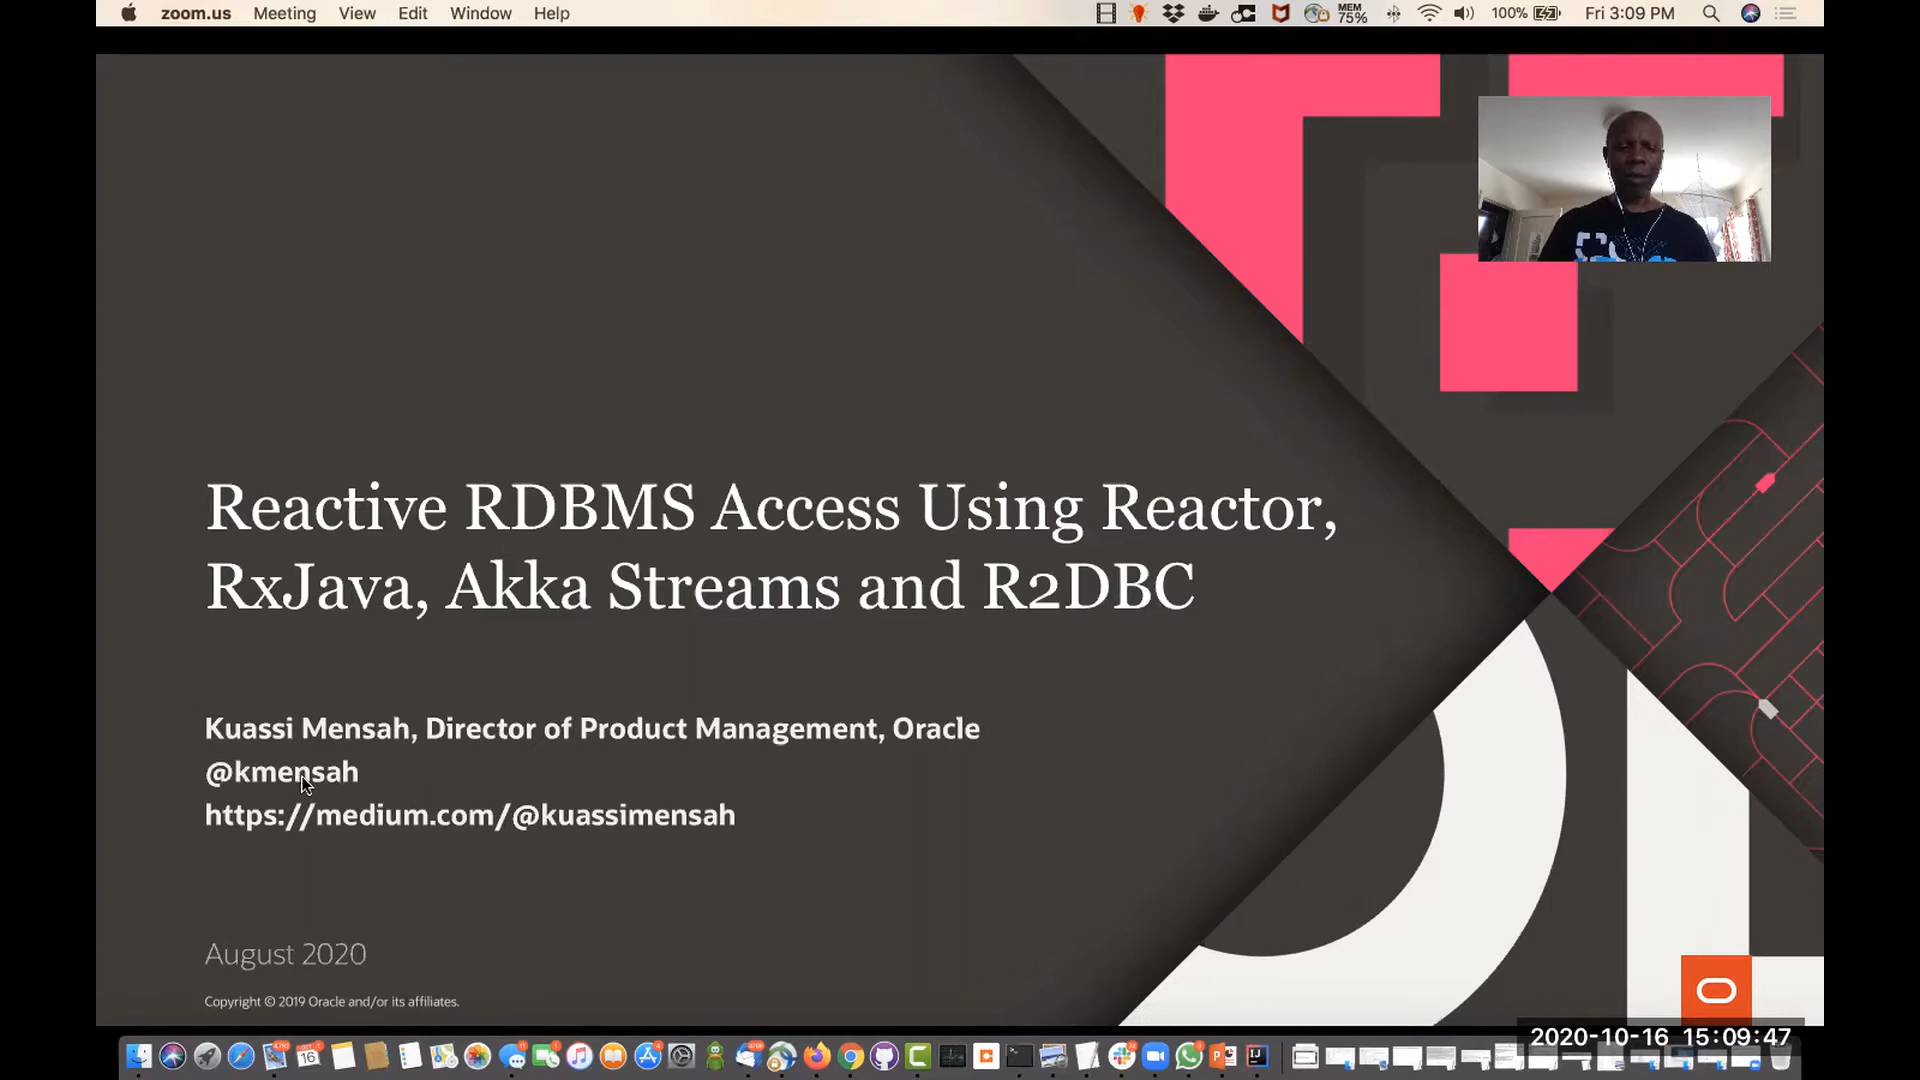 zoom.us Meeting View Edit Window Help MEM 75% 100% Fri 3:09 PM
Reactive RDBMS Access Using Reactor,
RxJava, Akka Streams and R2DBC
Kuassi Mensah, Director of Product Management, Oracle
@kmensah
https://medium.com/@kuassimensah
August 2020
Copyright © 2019 Oracle and/or its affiliates.
2020-10-16 15:09:47